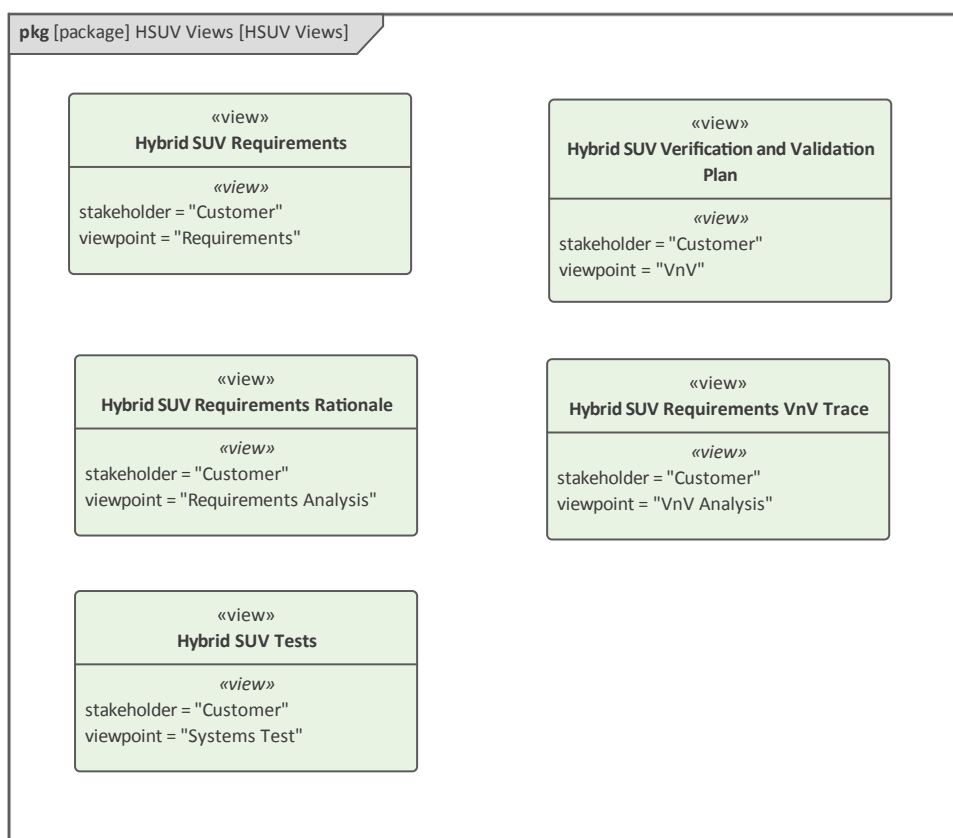 pkg [package] HSUV Views [HSUV Views]
«view»
Hybrid SUV Requirements
«view»
stakeholder = "Customer"
viewpoint = "Requirements"
«view»
Hybrid SUV Verification and Validation
Plan
«view»
stakeholder = "Customer"
viewpoint = "VnV"
«view»
Hybrid SUV Requirements Rationale
«view»
stakeholder = "Customer"
viewpoint = "Requirements Analysis"
«view»
Hybrid SUV Requirements VnV Trace
«view»
stakeholder = "Customer"
viewpoint = "VnV Analysis"
«view»
Hybrid SUV Tests
«view»
stakeholder = "Customer"
viewpoint = "Systems Test"